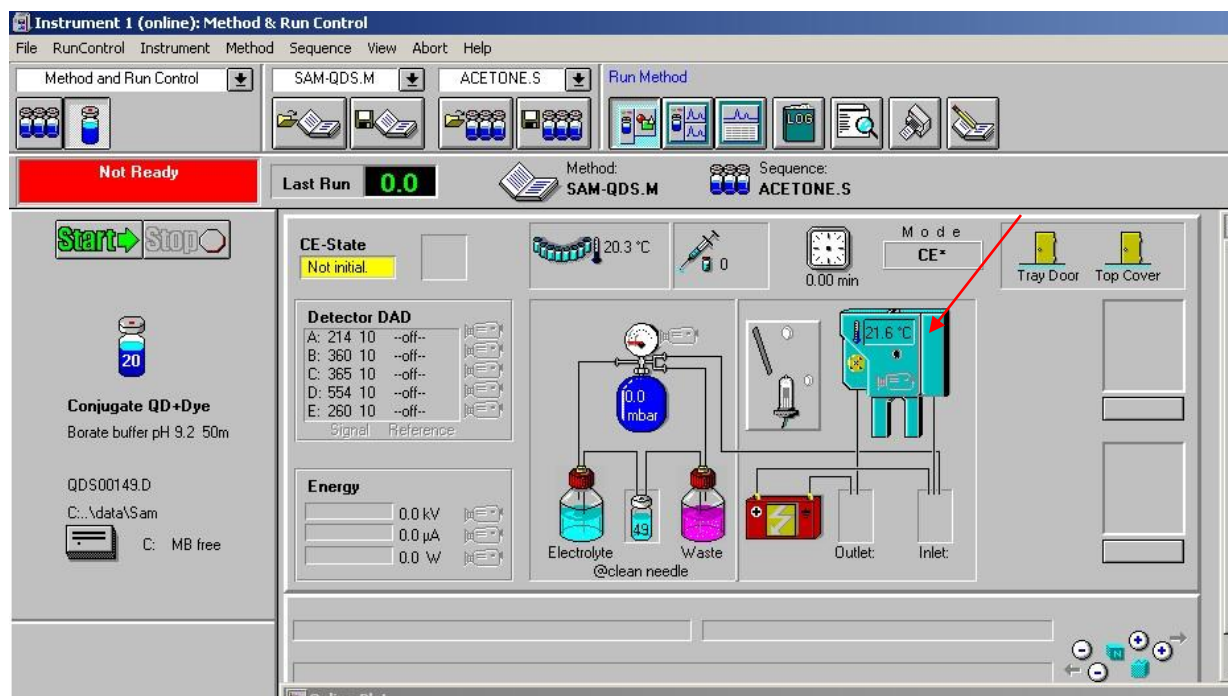 Instrument 1 (online): Method & Run Control
File RunControl Instrument Method Sequence View Abort Help
Method and Run Control
SAM-QDS.M
ACETONE.S
Run Method
LOG
Not Ready
Last Run 0.0
Method:
SAM-QDS.M
Sequence:
ACETONE.S
Start
Stop
CE-State
Not initial.
20.3 °C
0
0.00 min
Mode
CE*
Tray Door
Top Cover
20
Conjugate QD+Dye
Borate buffer pH 9.2 50m
QDS00149.D
C:..\data\Sam
C: MB free
Detector DAD
A: 214 10 --off--
B: 360 10 --off--
C: 365 10 --off--
D: 554 10 --off--
E: 260 10 --off--
Signal Reference
Energy
0.0 kV
0.0 µA
0.0 W
0.0
mbar
49
Electrolyte
Waste
@clean needle
21.6 °C
Outlet:
Inlet:
N